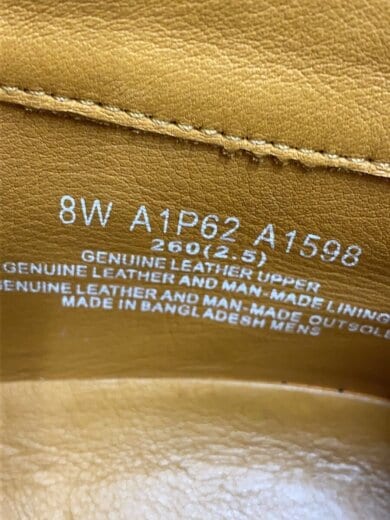 8W A1P62 A1598
260(2.5)
GENUINE LEATHER UPPER
GENUINE LEATHER AND MAN-MADE LINING
GENUINE LEATHER AND MAN-MADE OUTSOLE
MADE IN BANGLADESH MENS